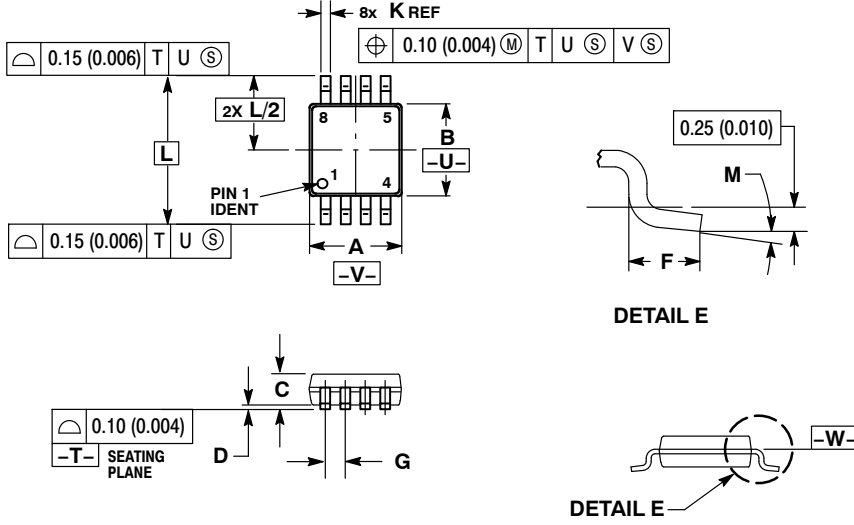 8x K REF
⌖ 0.10 (0.004) Ⓜ T U Ⓢ V Ⓢ
⌓ 0.15 (0.006) T U Ⓢ
2X L/2
8 5
B
-U-
L
PIN 1
IDENT
1 4
⌓ 0.15 (0.006) T U Ⓢ
A
-V-
0.25 (0.010)
M
F
DETAIL E
C
⌓ 0.10 (0.004)
-T- SEATING
PLANE
D
G
-W-
DETAIL E